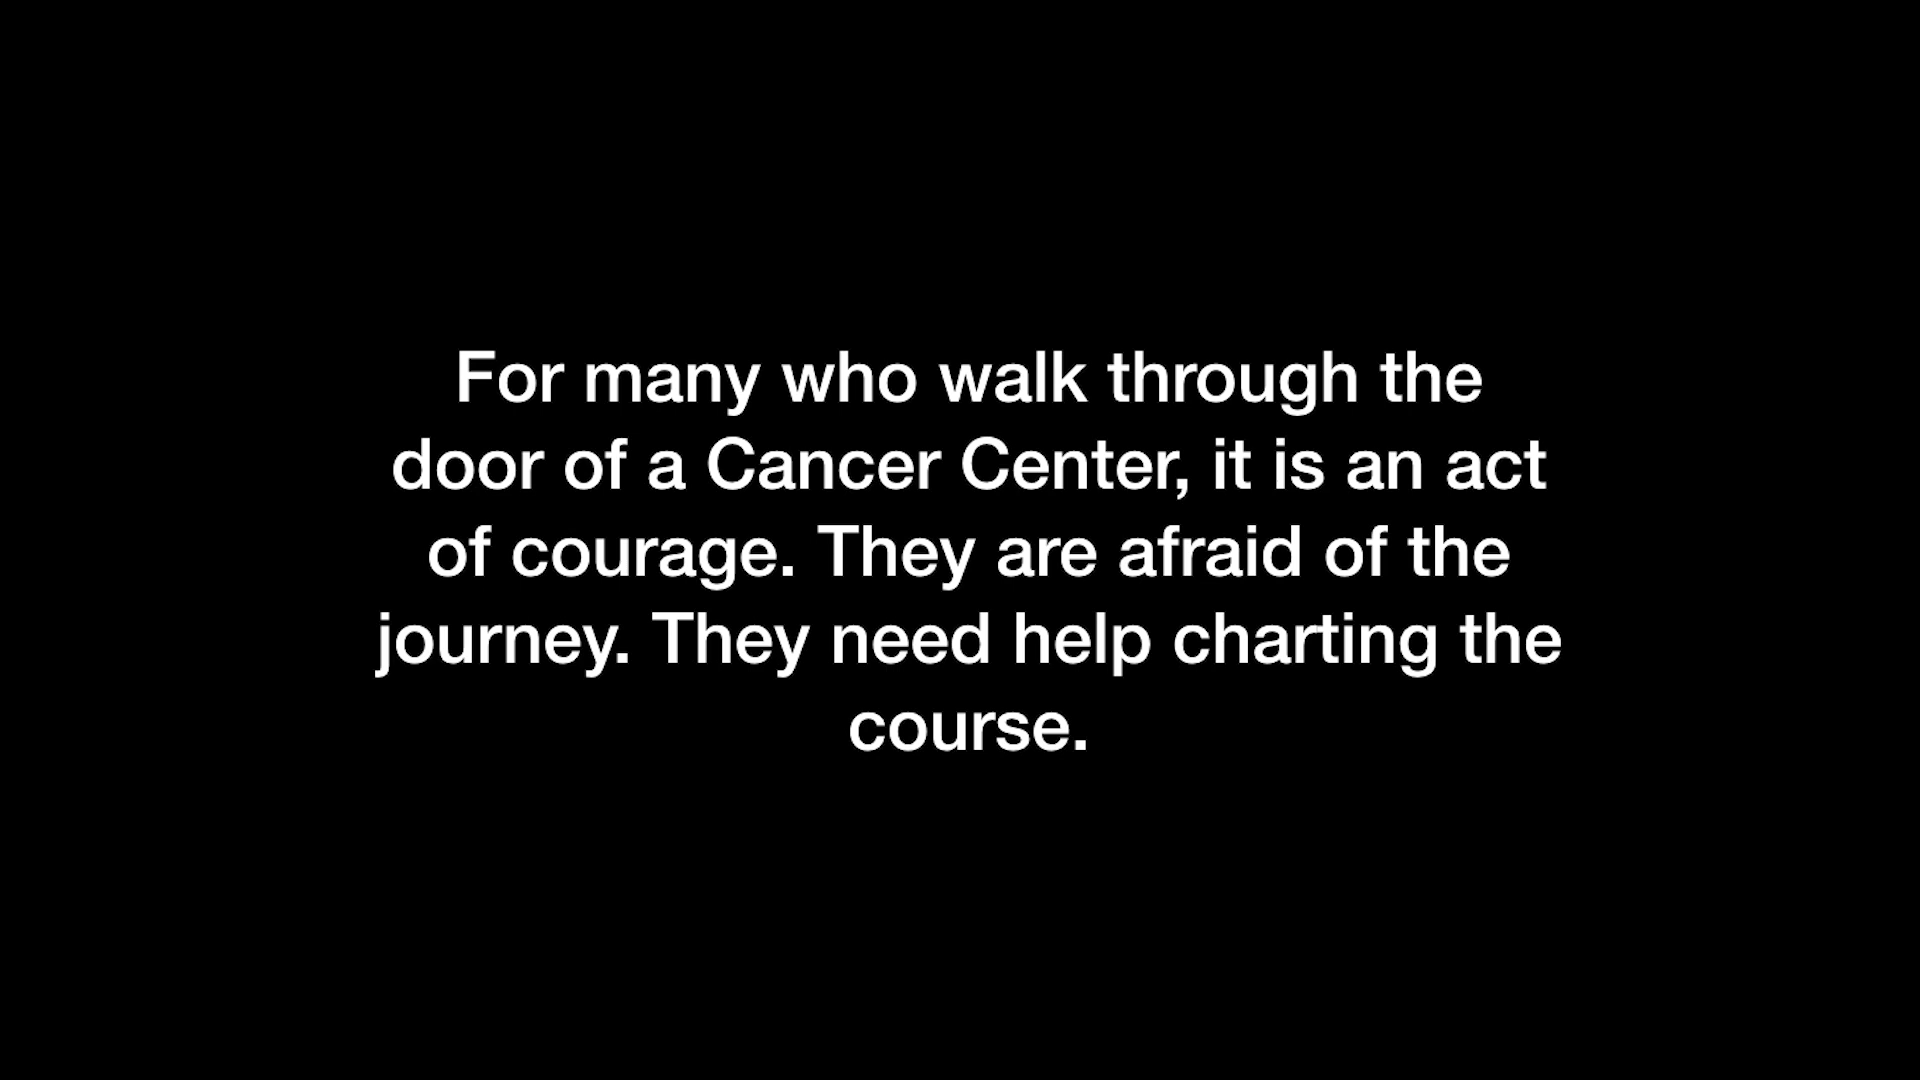 For many who walk through the
door of a Cancer Center, it is an act
of courage. They are afraid of the
journey. They need help charting the
course.